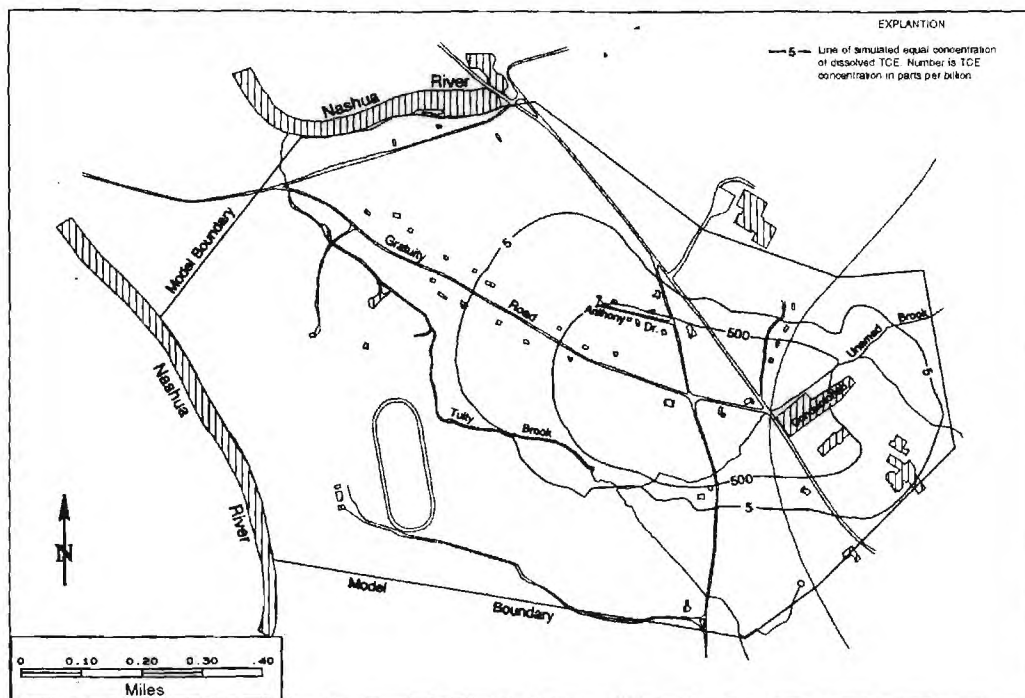 EXPLANTION
5 Line of simulated equal concentration
of dissolved TCE. Number is TCE
concentration in parts per billion
Nashua River
Model Boundary
Gratuity Road
5
Anthony Dr.
500
Unamed Brook
5
Nashua River
Tuity Brook
500
5
N
Model Boundary
0 0.10 0.20 0.30 .40
Miles